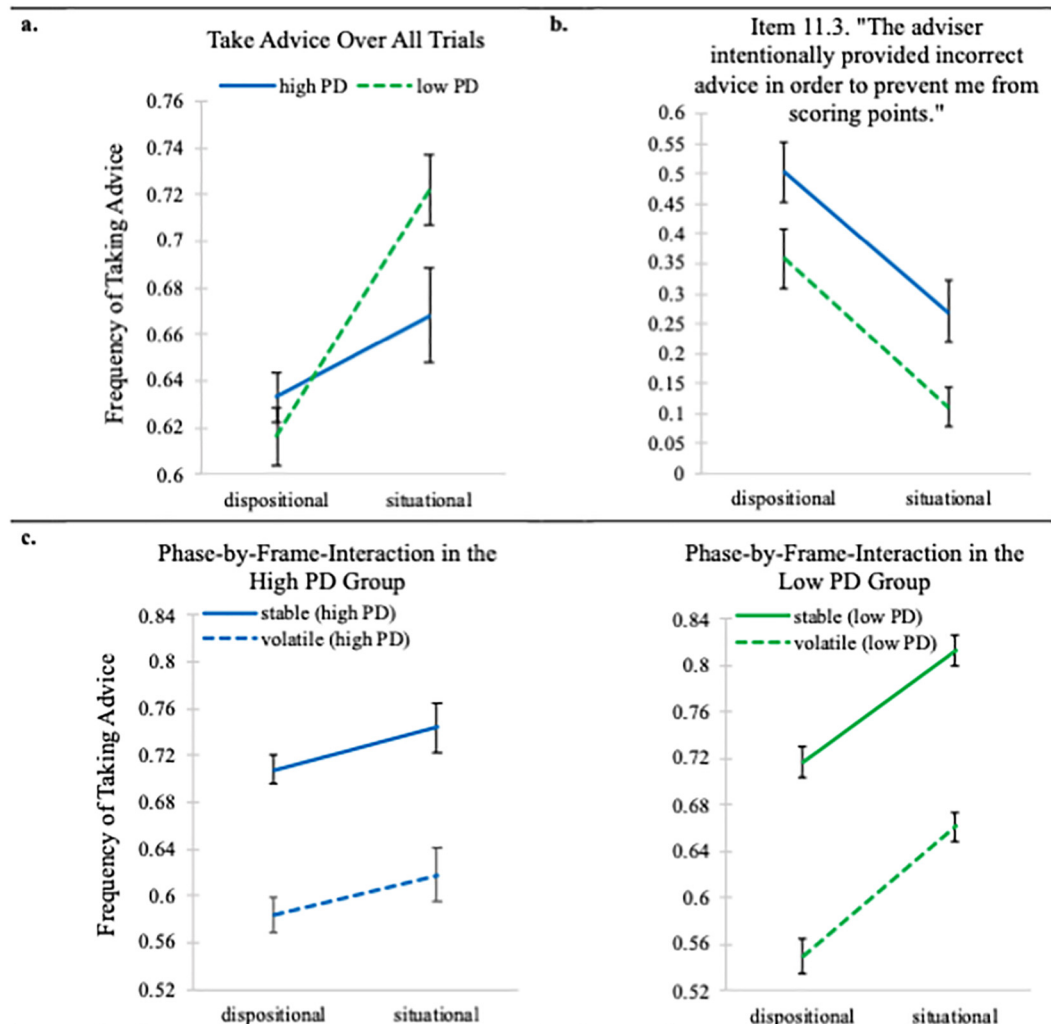 a.
Take Advice Over All Trials
high PD
low PD
Frequency of Taking Advice
0.76
0.74
0.72
0.7
0.68
0.66
0.64
0.62
0.6
dispositional
situational
b.
Item 11.3. "The adviser
intentionally provided incorrect
advice in order to prevent me from
scoring points."
0.6
0.55
0.5
0.45
0.4
0.35
0.3
0.25
0.2
0.15
0.1
0.05
0
dispositional
situational
c.
Phase-by-Frame-Interaction in the
High PD Group
stable (high PD)
volatile (high PD)
Frequency of Taking Advice
0.84
0.8
0.76
0.72
0.68
0.64
0.6
0.56
0.52
dispositional
situational
Phase-by-Frame-Interaction in the
Low PD Group
stable (low PD)
volatile (low PD)
0.84
0.8
0.76
0.72
0.68
0.64
0.6
0.56
0.52
dispositional
situational